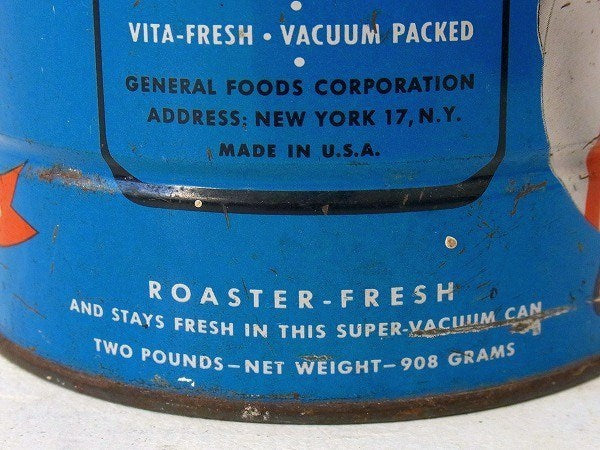 VITA-FRESH • VACUUM PACKED
•
GENERAL FOODS CORPORATION
ADDRESS: NEW YORK 17, N.Y.
MADE IN U.S.A.
ROASTER-FRESH
AND STAYS FRESH IN THIS SUPER-VACUUM CAN
TWO POUNDS—NET WEIGHT—908 GRAMS